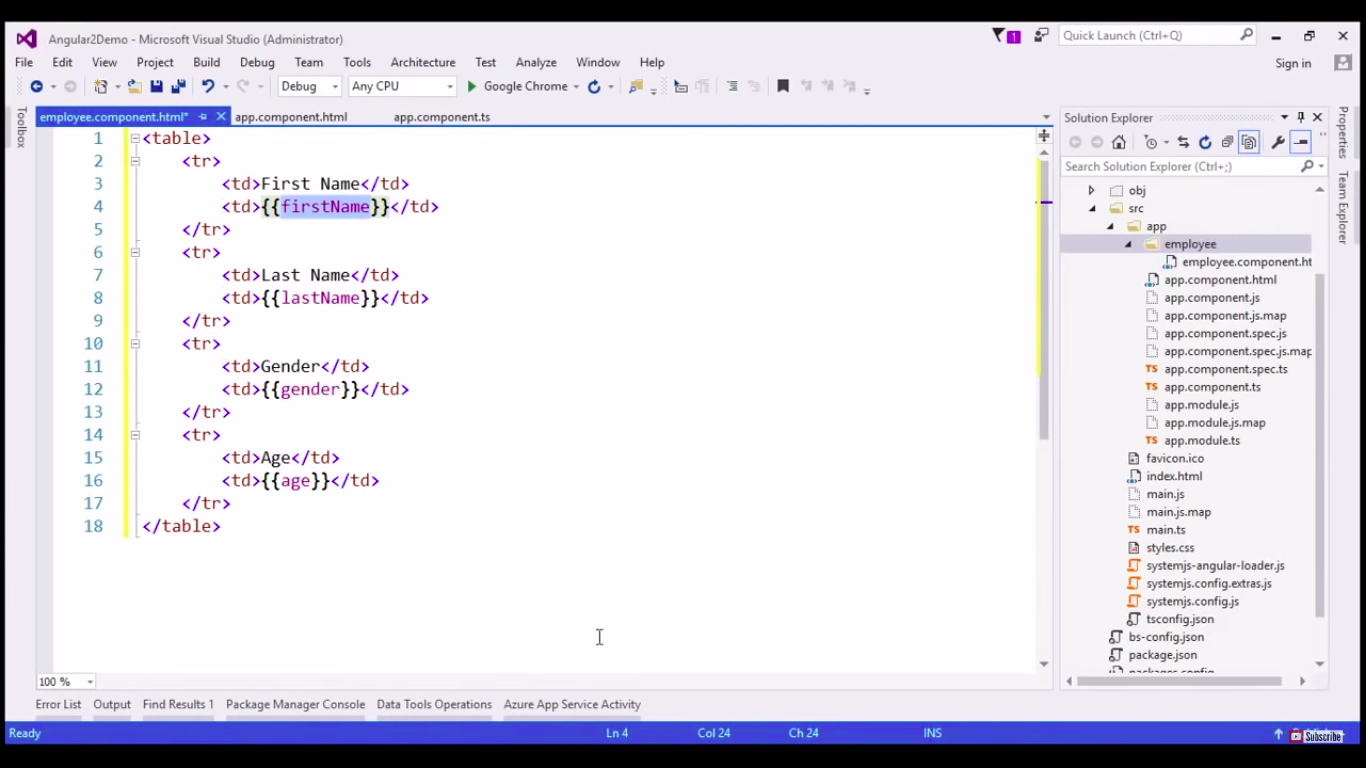 Angular2Demo - Microsoft Visual Studio (Administrator)
1
Quick Launch (Ctrl+Q)
File Edit View Project Build Debug Team Tools Architecture Test Analyze Window Help
Sign in
Debug Any CPU Google Chrome
Toolbox
employee.component.html* app.component.html app.component.ts
1 <table>
2 <tr>
3 <td>First Name</td>
4 <td>{{firstName}}</td>
5 </tr>
6 <tr>
7 <td>Last Name</td>
8 <td>{{lastName}}</td>
9 </tr>
10 <tr>
11 <td>Gender</td>
12 <td>{{gender}}</td>
13 </tr>
14 <tr>
15 <td>Age</td>
16 <td>{{age}}</td>
17 </tr>
18 </table>
100 %
Solution Explorer
Search Solution Explorer (Ctrl+;)
obj
src
app
employee
employee.component.ht
app.component.html
app.component.js
app.component.js.map
app.component.spec.js
app.component.spec.js.map
app.component.spec.ts
app.component.ts
app.module.js
app.module.js.map
app.module.ts
favicon.ico
index.html
main.js
main.js.map
main.ts
styles.css
systemjs-angular-loader.js
systemjs.config.extras.js
systemjs.config.js
tsconfig.json
bs-config.json
package.json
Properties
Team Explorer
Error List Output Find Results 1 Package Manager Console Data Tools Operations Azure App Service Activity
Ready Ln 4 Col 24 Ch 24 INS
Subscribe